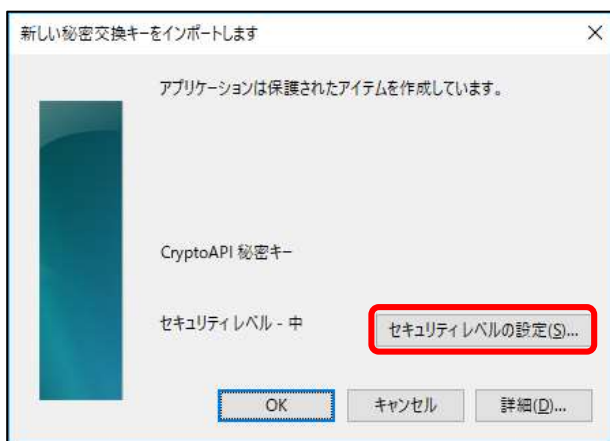 新しい秘密交換キーをインポートします
アプリケーションは保護されたアイテムを作成しています。
CryptoAPI 秘密キー
セキュリティ レベル - 中
セキュリティ レベルの設定(S)...
OK
キャンセル
詳細(D)...